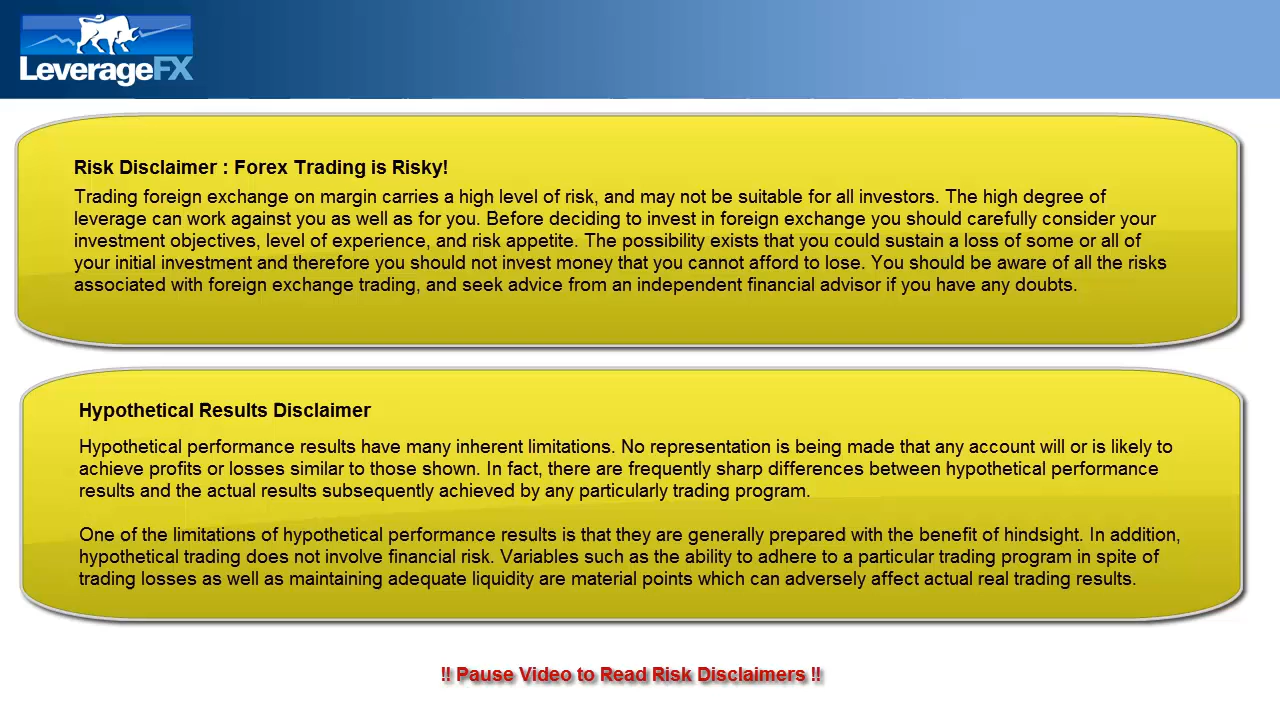 LeverageFX
Risk Disclaimer : Forex Trading is Risky!
Trading foreign exchange on margin carries a high level of risk, and may not be suitable for all investors. The high degree of
leverage can work against you as well as for you. Before deciding to invest in foreign exchange you should carefully consider your
investment objectives, level of experience, and risk appetite. The possibility exists that you could sustain a loss of some or all of
your initial investment and therefore you should not invest money that you cannot afford to lose. You should be aware of all the risks
associated with foreign exchange trading, and seek advice from an independent financial advisor if you have any doubts.
Hypothetical Results Disclaimer
Hypothetical performance results have many inherent limitations. No representation is being made that any account will or is likely to
achieve profits or losses similar to those shown. In fact, there are frequently sharp differences between hypothetical performance
results and the actual results subsequently achieved by any particularly trading program.
One of the limitations of hypothetical performance results is that they are generally prepared with the benefit of hindsight. In addition,
hypothetical trading does not involve financial risk. Variables such as the ability to adhere to a particular trading program in spite of
trading losses as well as maintaining adequate liquidity are material points which can adversely affect actual real trading results.
!! Pause Video to Read Risk Disclaimers !!